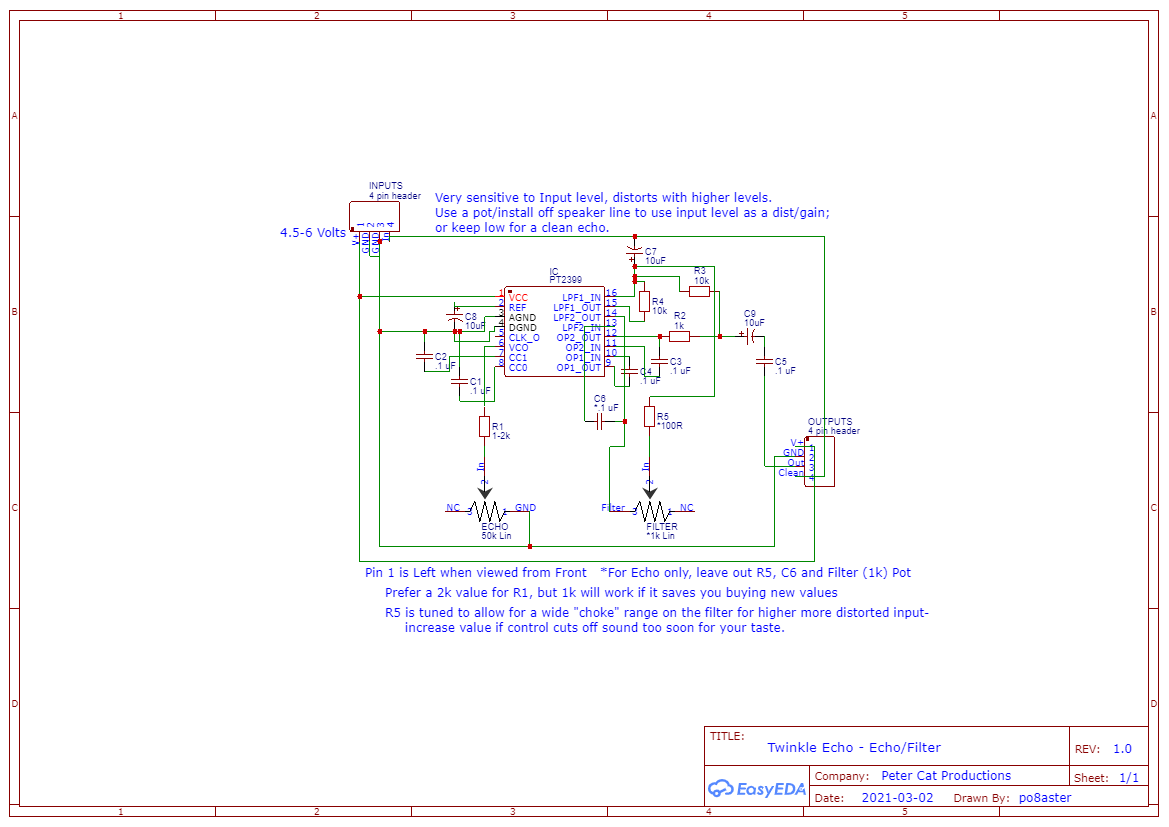 1 2 3 4 5
A A
B B
C C
D D
1 2 3 4 5
INPUTS
4 pin header
1 2 3 4
V+ GND GND In
4.5-6 Volts
Very sensitive to Input level, distorts with higher levels.
Use a pot/install off speaker line to use input level as a dist/gain;
or keep low for a clean echo.
C7
10uF
IC
PT2399
1 VCC
2 REF
3 AGND
4 DGND
5 CLK_O
6 VCO
7 CC1
8 CC0
LPF1_IN 16
LPF1_OUT 15
LPF2_OUT 14
LPF2_IN 13
OP2_OUT 12
OP2_IN 11
OP1_IN 10
OP1_OUT 9
R3
10k
R4
10k
R2
1k
C9
10uF
C8
10uF
C2
.1 uF
C1
.1 uF
C3
.1 uF
C4
.1 uF
C5
.1 uF
C6
*.1 uF
R1
1-2k
R5
*100R
OUTPUTS
4 pin header
V+ 1
GND 2
Out 3
Clean 4
In
2
NC 3 1 GND
ECHO
50k Lin
In
2
Filter 3 1 NC
FILTER
*1k Lin
Pin 1 is Left when viewed from Front *For Echo only, leave out R5, C6 and Filter (1k) Pot
Prefer a 2k value for R1, but 1k will work if it saves you buying new values
R5 is tuned to allow for a wide "choke" range on the filter for higher more distorted input-
increase value if control cuts off sound too soon for your taste.
TITLE:
Twinkle Echo - Echo/Filter
REV: 1.0
EasyEDA
Company: Peter Cat Productions
Sheet: 1/1
Date: 2021-03-02 Drawn By: po8aster